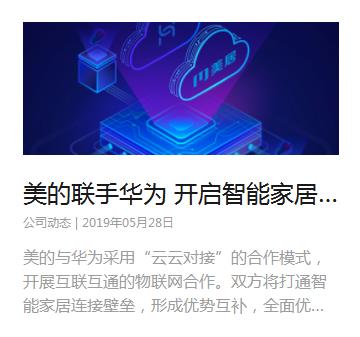 美居
美的联手华为 开启智能家居...
公司动态 | 2019年05月28日
美的与华为采用“云云对接”的合作模式，
开展互联互通的物联网合作。双方将打通智
能家居连接壁垒，形成优势互补，全面优...